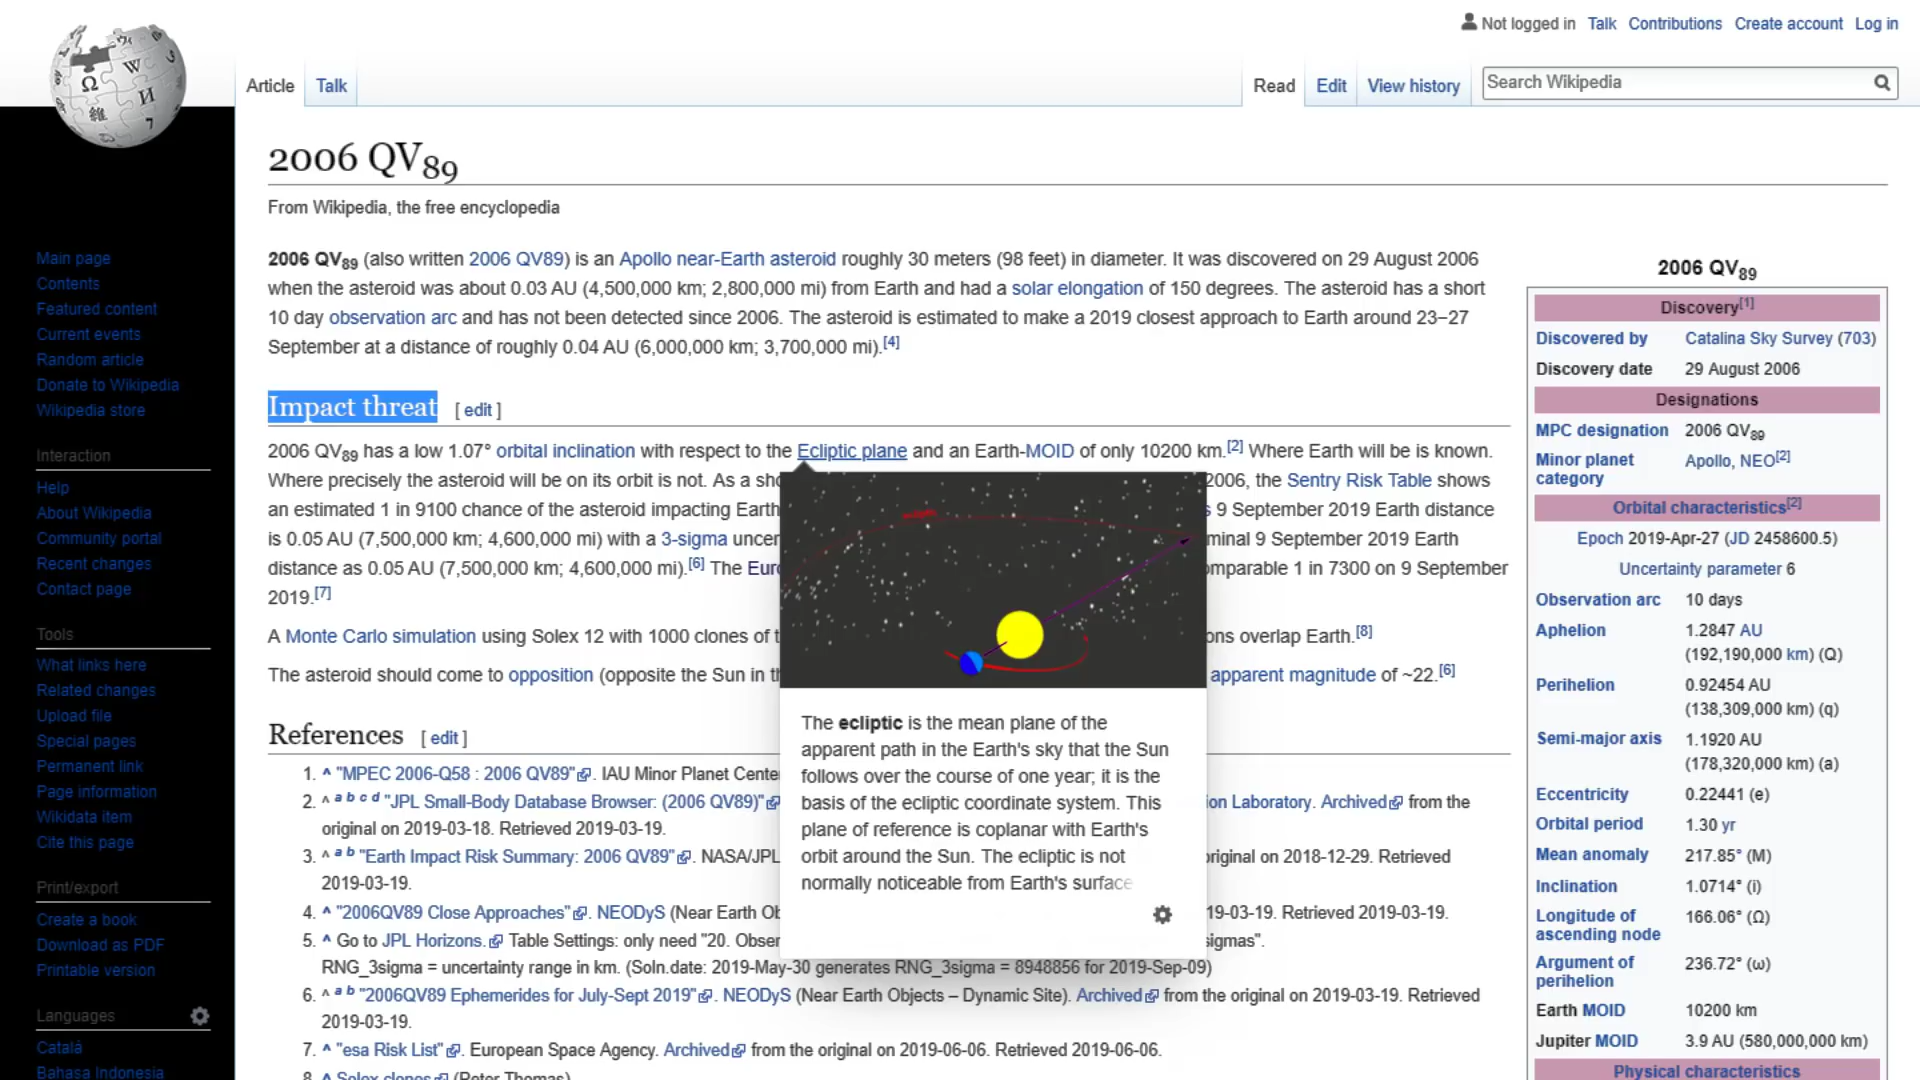 Not logged in Talk Contributions Create account Log in
Article Talk Read Edit View history Search Wikipedia
2006 QV89
From Wikipedia, the free encyclopedia
Main page
Contents
Featured content
Current events
Random article
Donate to Wikipedia
Wikipedia store
Interaction
Help
About Wikipedia
Community portal
Recent changes
Contact page
Tools
What links here
Related changes
Upload file
Special pages
Permanent link
Page information
Wikidata item
Cite this page
Print/export
Create a book
Download as PDF
Printable version
Languages
Català
Bahasa Indonesia
2006 QV89 (also written 2006 QV89) is an Apollo near-Earth asteroid roughly 30 meters (98 feet) in diameter. It was discovered on 29 August 2006
when the asteroid was about 0.03 AU (4,500,000 km; 2,800,000 mi) from Earth and had a solar elongation of 150 degrees. The asteroid has a short
10 day observation arc and has not been detected since 2006. The asteroid is estimated to make a 2019 closest approach to Earth around 23–27
September at a distance of roughly 0.04 AU (6,000,000 km; 3,700,000 mi).[4]
Impact threat [ edit ]
2006 QV89 has a low 1.07° orbital inclination with respect to the Ecliptic plane and an Earth-MOID of only 10200 km.[2] Where Earth will be is known.
Where precisely the asteroid will be on its orbit is not. As a sho 2006, the Sentry Risk Table shows
an estimated 1 in 9100 chance of the asteroid impacting Earth s 9 September 2019 Earth distance
is 0.05 AU (7,500,000 km; 4,600,000 mi) with a 3-sigma uncer minal 9 September 2019 Earth
distance as 0.05 AU (7,500,000 km; 4,600,000 mi).[6] The Euro mparable 1 in 7300 on 9 September
2019.[7]
A Monte Carlo simulation using Solex 12 with 1000 clones of t ons overlap Earth.[8]
The asteroid should come to opposition (opposite the Sun in th apparent magnitude of ~22.[6]
The ecliptic is the mean plane of the
apparent path in the Earth's sky that the Sun
follows over the course of one year; it is the
basis of the ecliptic coordinate system. This
plane of reference is coplanar with Earth's
orbit around the Sun. The ecliptic is not
normally noticeable from Earth's surface
References [ edit ]
1. ^ "MPEC 2006-Q58 : 2006 QV89". IAU Minor Planet Cente
2. ^ a b c d "JPL Small-Body Database Browser: (2006 QV89)" ion Laboratory. Archived from the
original on 2019-03-18. Retrieved 2019-03-19.
3. ^ a b "Earth Impact Risk Summary: 2006 QV89". NASA/JPL original on 2018-12-29. Retrieved
2019-03-19.
4. ^ "2006QV89 Close Approaches". NEODyS (Near Earth Ob 19-03-19. Retrieved 2019-03-19.
5. ^ Go to JPL Horizons. Table Settings: only need "20. Obser sigmas".
RNG_3sigma = uncertainty range in km. (Soln.date: 2019-May-30 generates RNG_3sigma = 8948856 for 2019-Sep-09)
6. ^ a b "2006QV89 Ephemerides for July-Sept 2019". NEODyS (Near Earth Objects – Dynamic Site). Archived from the original on 2019-03-19. Retrieved
2019-03-19.
7. ^ "esa Risk List". European Space Agency. Archived from the original on 2019-06-06. Retrieved 2019-06-06.
8. ^ Solex clones (Peter Thomas)
2006 QV89
Discovery[1]
Discovered by Catalina Sky Survey (703)
Discovery date 29 August 2006
Designations
MPC designation 2006 QV89
Minor planet category Apollo, NEO[2]
Orbital characteristics[2]
Epoch 2019-Apr-27 (JD 2458600.5)
Uncertainty parameter 6
Observation arc 10 days
Aphelion 1.2847 AU
(192,190,000 km) (Q)
Perihelion 0.92454 AU
(138,309,000 km) (q)
Semi-major axis 1.1920 AU
(178,320,000 km) (a)
Eccentricity 0.22441 (e)
Orbital period 1.30 yr
Mean anomaly 217.85° (M)
Inclination 1.0714° (i)
Longitude of ascending node 166.06° (Ω)
Argument of perihelion 236.72° (ω)
Earth MOID 10200 km
Jupiter MOID 3.9 AU (580,000,000 km)
Physical characteristics